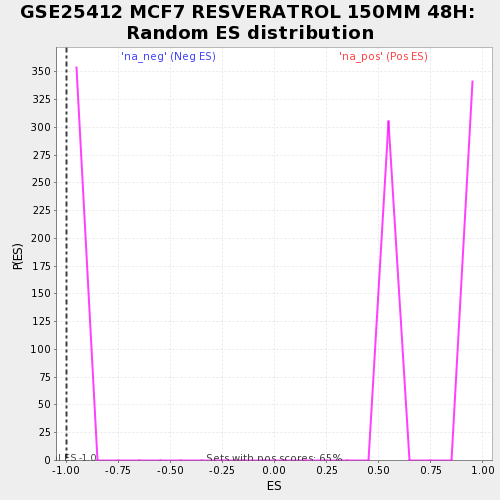 GSE25412 MCF7 RESVERATROL 150MM 48H:
Random ES distribution
'na_neg' (Neg ES) 'na_pos' (Pos ES)
350
325
300
275
250
225
200
175
150
125
100
75
50
25
0
P(ES)
ES -1.0 Sets with pos scores: 65%
-1.00 -0.75 -0.50 -0.25 0.00 0.25 0.50 0.75 1.00
ES